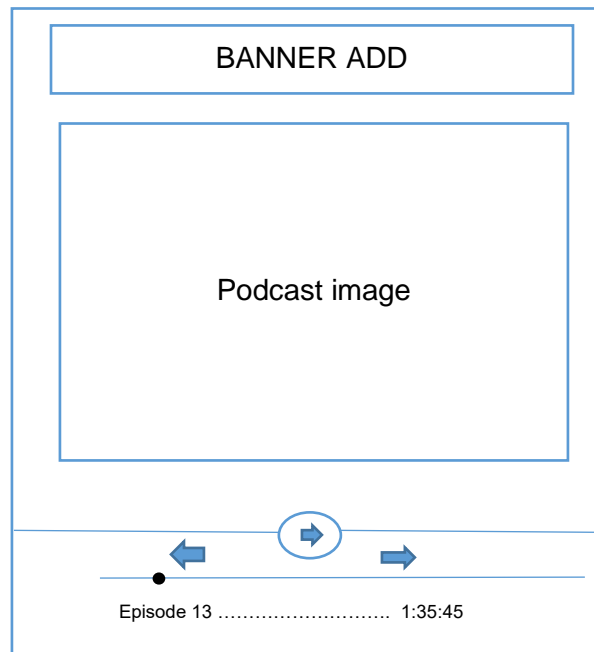 BANNER ADD
Podcast image
Episode 13 ………………………. 1:35:45